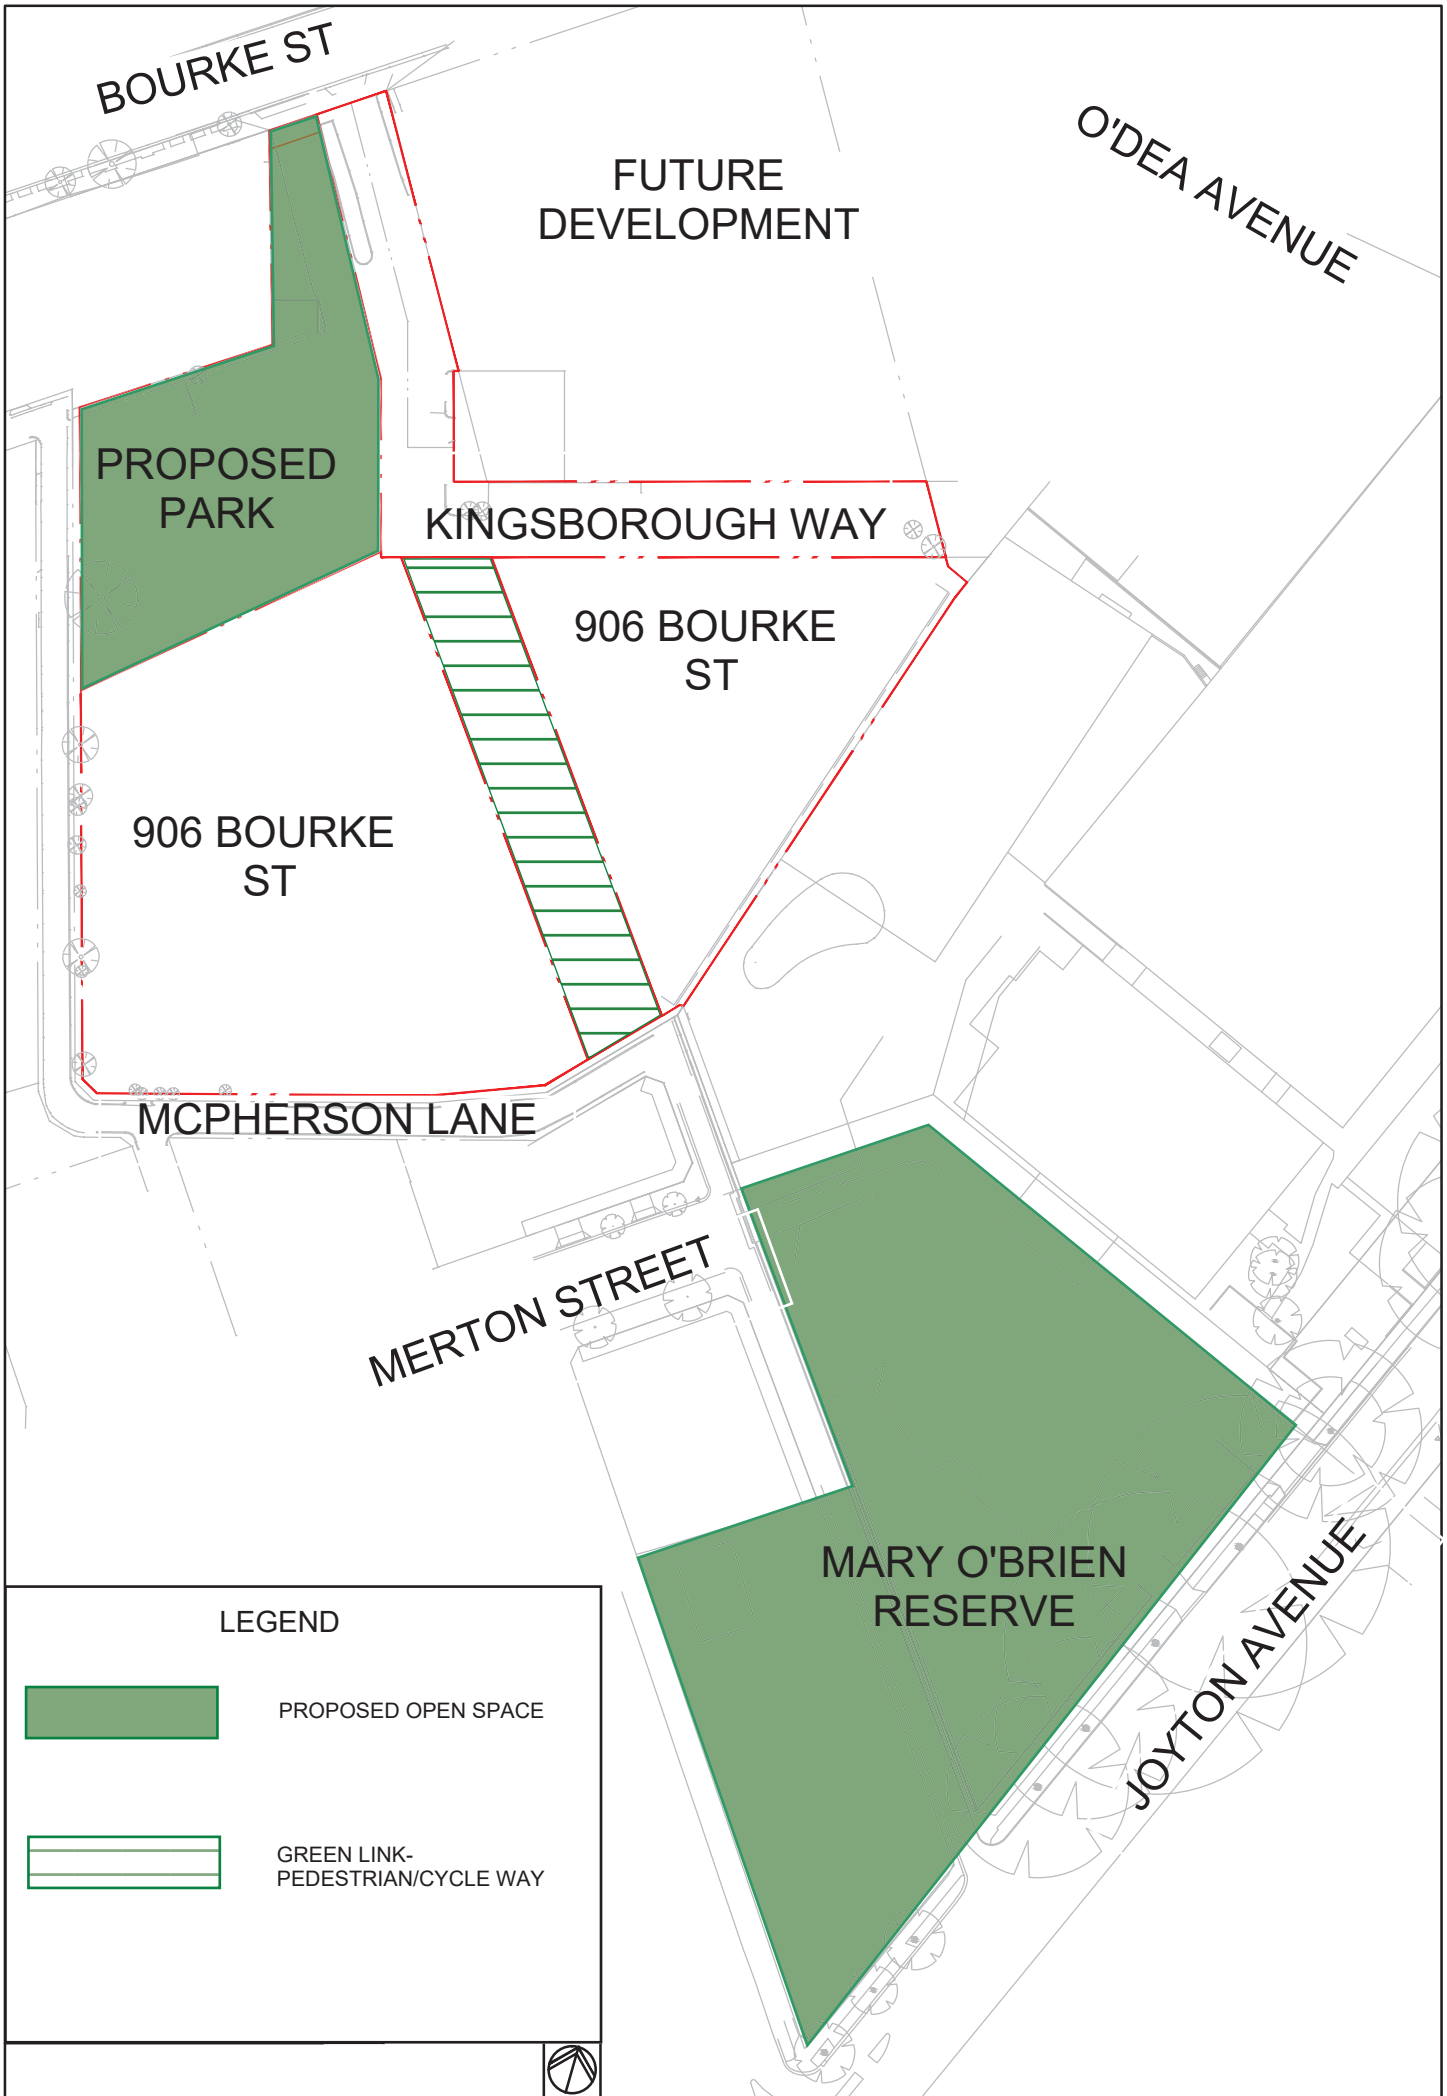 BOURKE ST
O'DEA AVENUE
FUTURE
DEVELOPMENT
PROPOSED
PARK
KINGSBOROUGH WAY
906 BOURKE
ST
906 BOURKE
ST
MCPHERSON LANE
MERTON STREET
MARY O'BRIEN
RESERVE
JOYTON AVENUE
LEGEND
PROPOSED OPEN SPACE
GREEN LINK-
PEDESTRIAN/CYCLE WAY